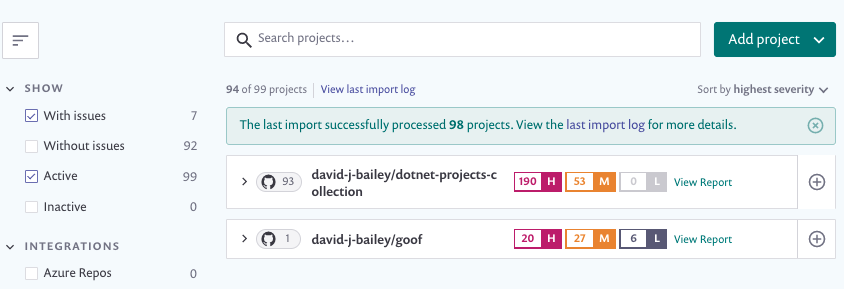 Search projects...
Add project
SHOW
94 of 99 projects
View last import log
Sort by highest severity
With issues 7
The last import successfully processed 98 projects. View the last import log for more details.
Without issues 92
Active 99
93 david-j-bailey/dotnet-projects-c
ollection
190 H 53 M 0 L View Report
Inactive 0
1 david-j-bailey/goof 20 H 27 M 6 L View Report
INTEGRATIONS
Azure Repos 0